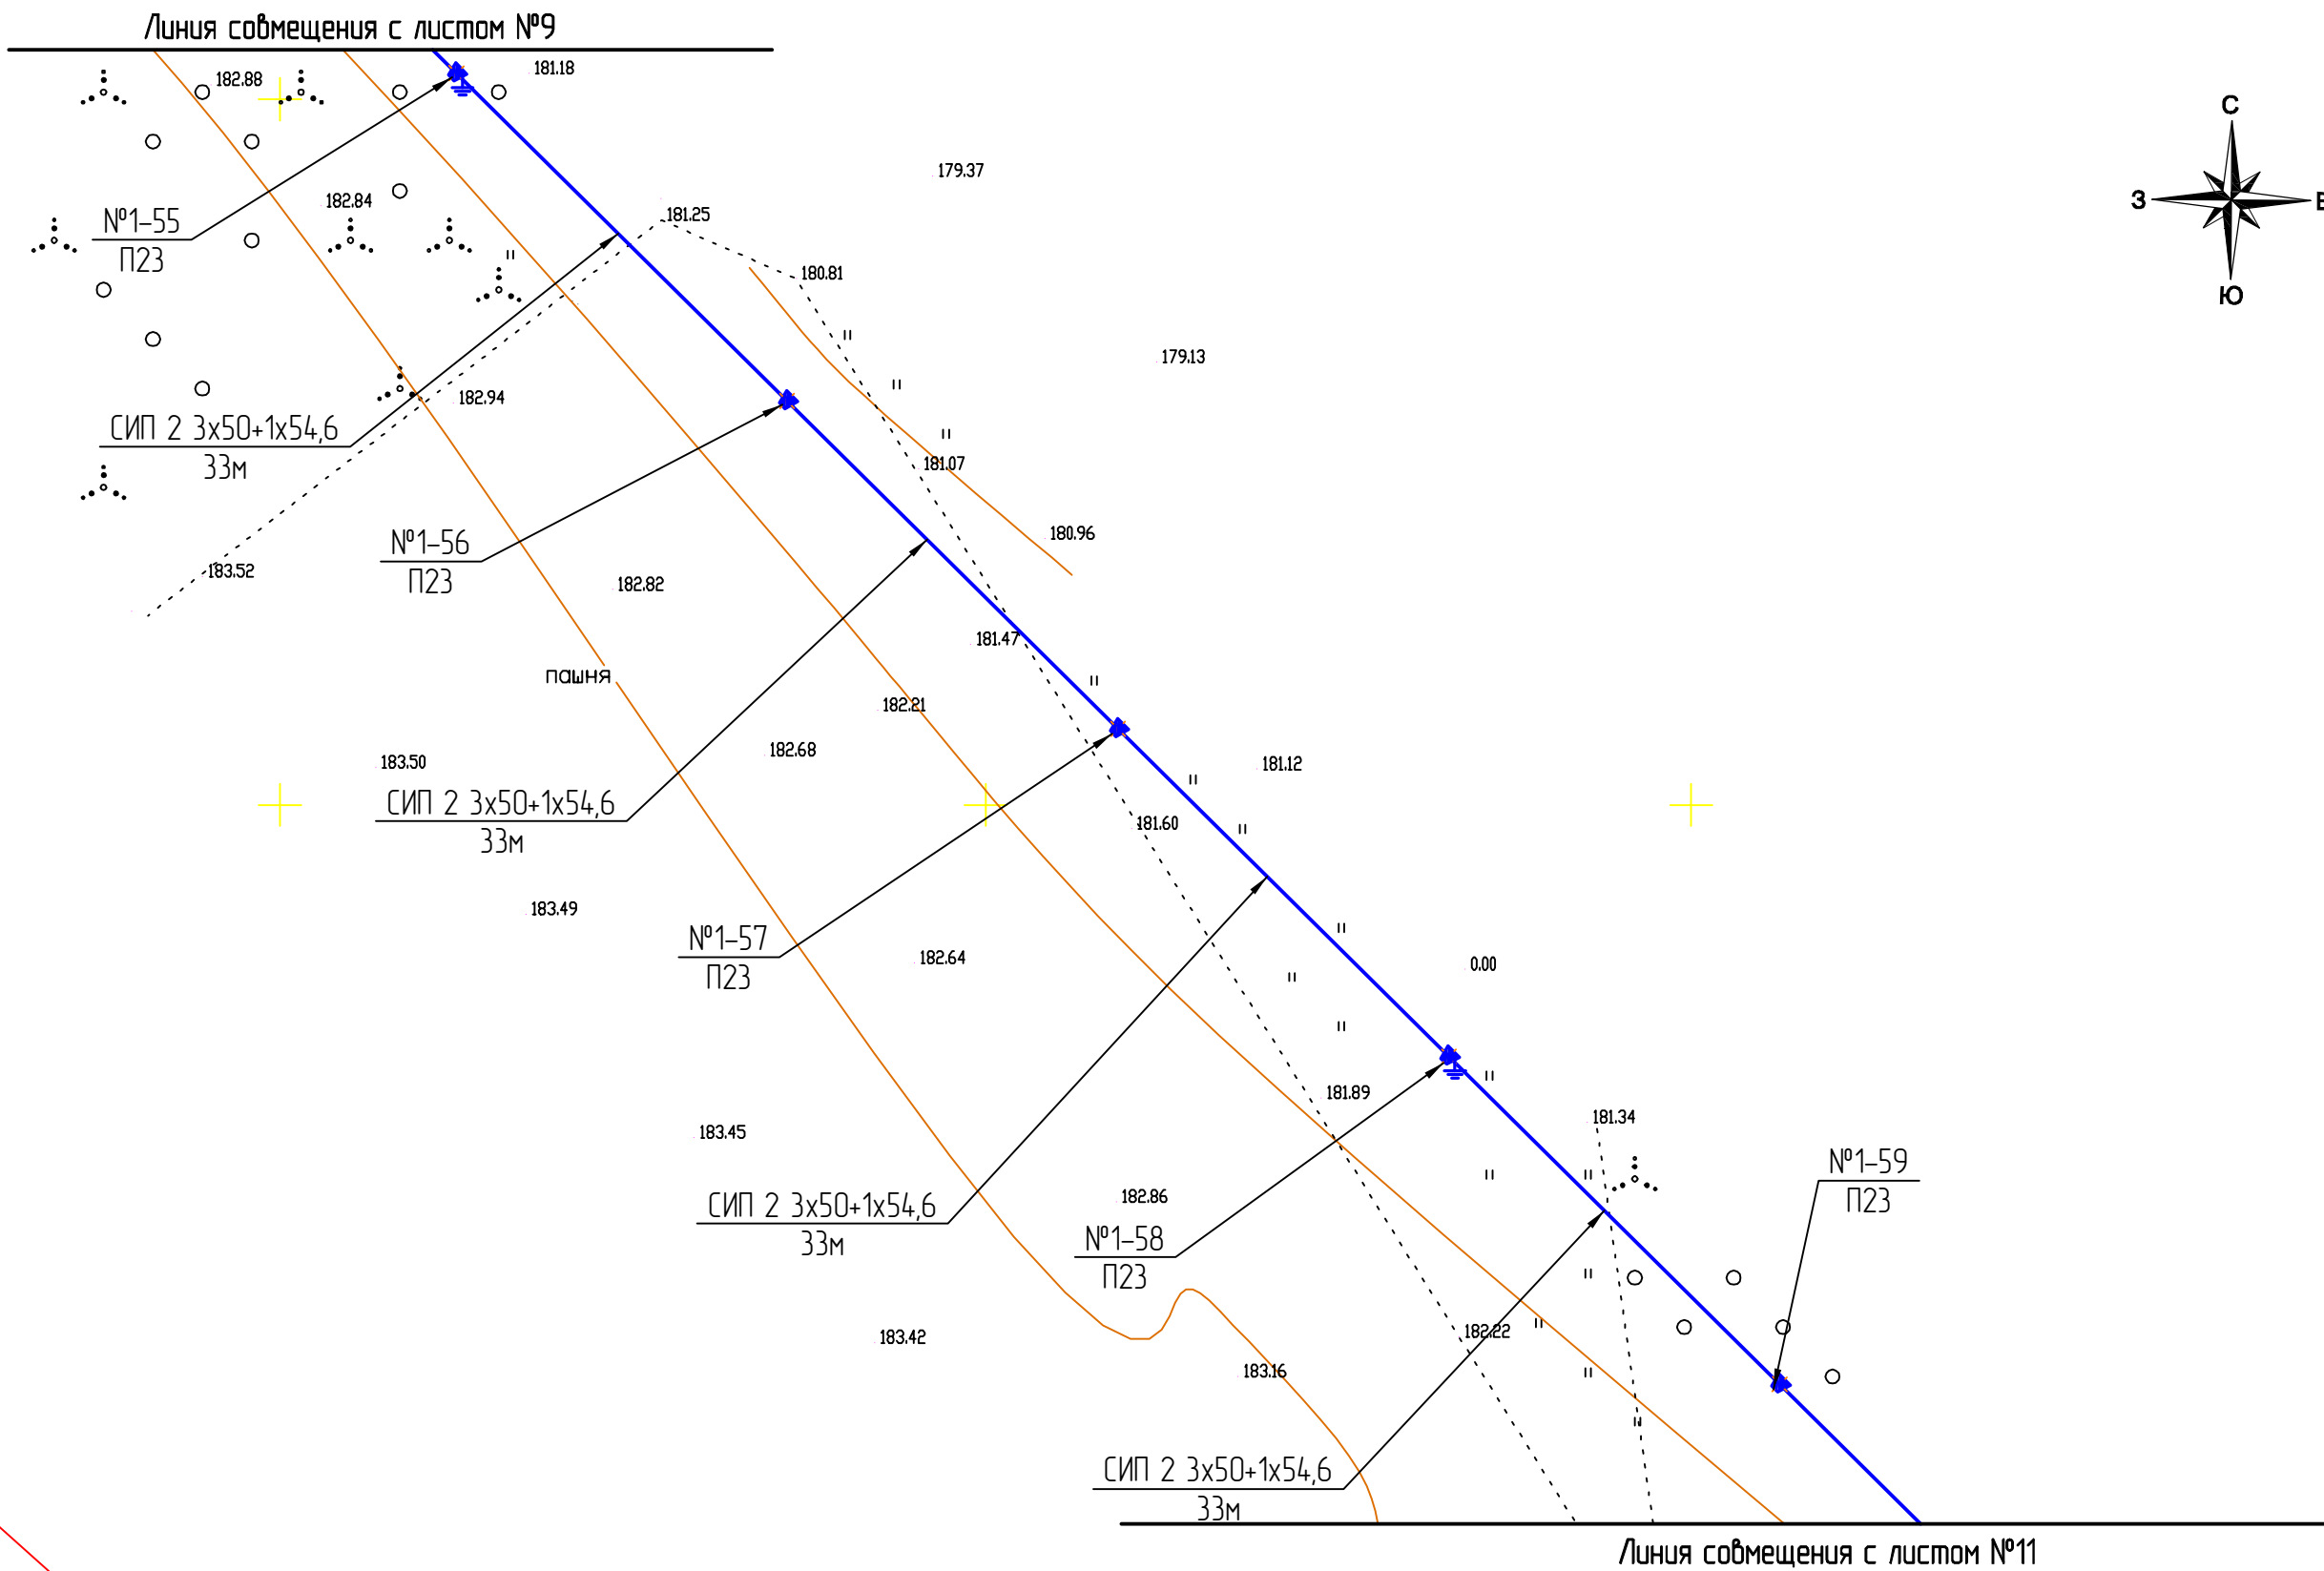 Линия совмещения с листом №9
181.18
182.88
С
179.37
З
В
182.84
181.25
№1-55
П23
180.81
Ю
179.13
182.94
СИП 2 3х50+1х54,6
33м
181.07
180.96
№1-56
П23
183.52
182.82
181.47
пашня
182.21
182.68
183.50
181.12
СИП 2 3х50+1х54,6
33м
181.60
183.49
№1-57
П23
182.64
0.00
181.89
181.34
183.45
№1-59
П23
182.86
СИП 2 3х50+1х54,6
33м
№1-58
П23
182.22
183.42
183.16
СИП 2 3х50+1х54,6
33м
Линия совмещения с листом №11